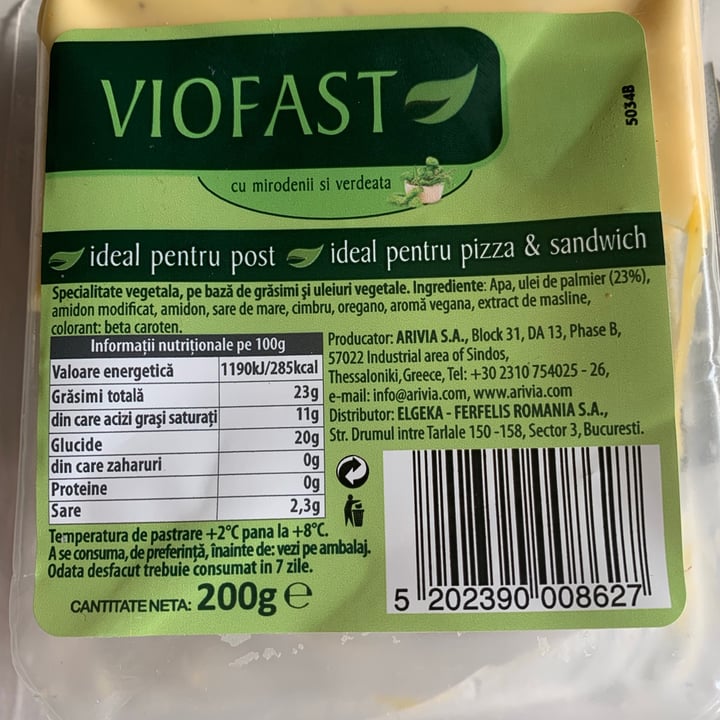 VIOFAST
5034B
cu mirodenii si verdeata
ideal pentru post ideal pentru pizza & sandwich
Specialitate vegetala, pe bază de grăsimi și uleiuri vegetale. Ingrediente: Apa, ulei de palmier (23%),
amidon modificat, amidon, sare de mare, cimbru, oregano, aromă vegana, extract de masline,
colorant: beta caroten.
Informații nutriționale pe 100g
Valoare energetică 1190kJ/285kcal
Grăsimi totală 23g
din care acizi grași saturați 11g
Glucide 20g
din care zaharuri 0g
Proteine 0g
Sare 2,3g
Producator: ARIVIA S.A., Block 31, DA 13, Phase B,
57022 Industrial area of Sindos,
Thessaloniki, Greece, Tel: +30 2310 754025 - 26,
e-mail: info@arivia.com, www.arivia.com
Distributor: ELGEKA - FERFELIS ROMANIA S.A.,
Str. Drumul intre Tarlale 150 -158, Sector 3, Bucuresti.
Temperatura de pastrare +2°C pana la +8°C.
A se consuma, de preferință, înainte de: vezi pe ambalaj.
Odata desfacut trebuie consumat in 7 zile.
CANTITATE NETA: 200g e
5 202390 008627